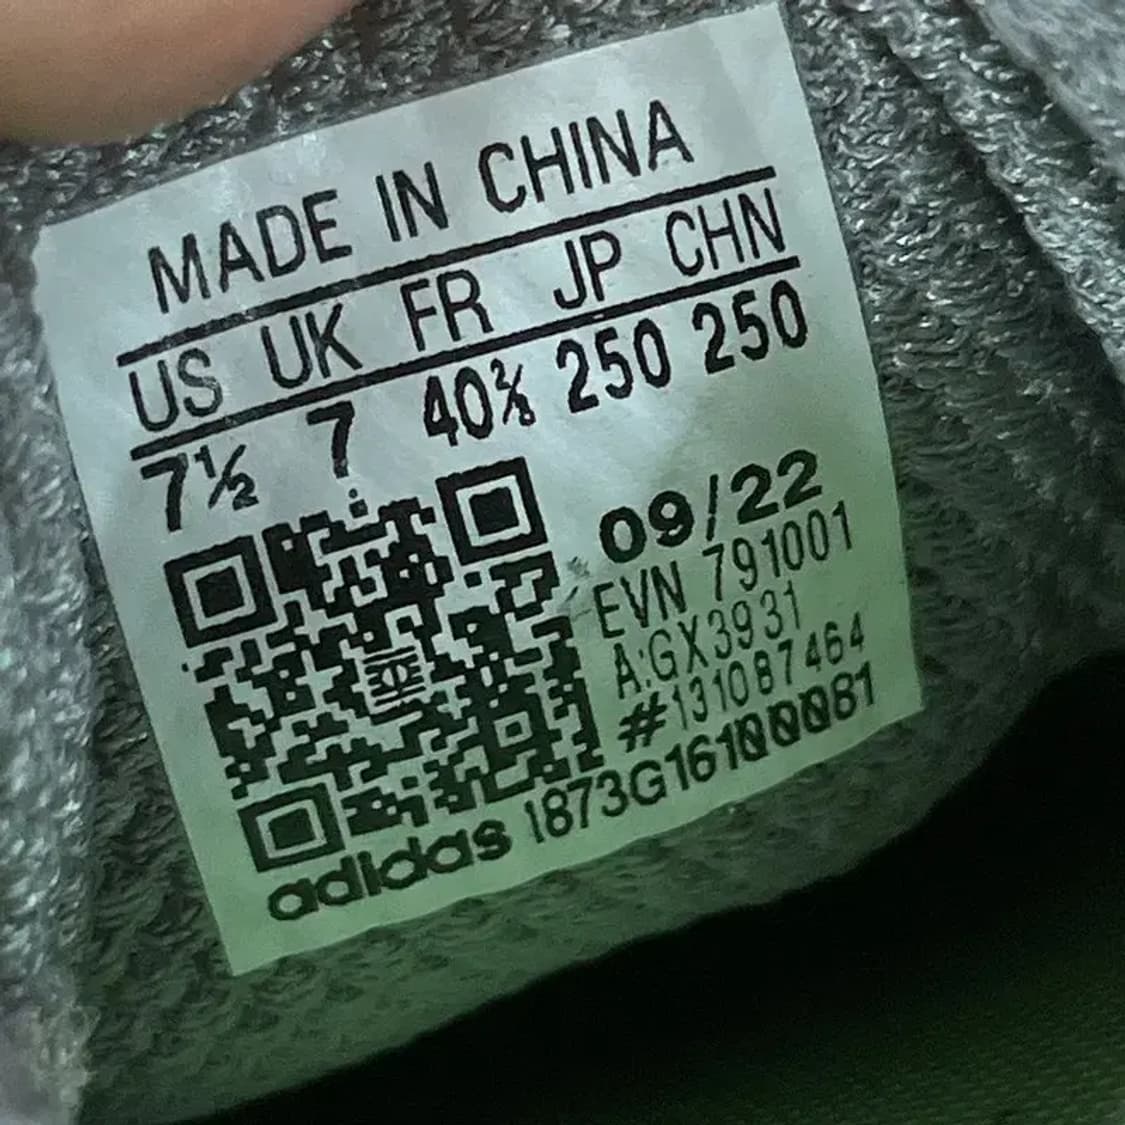 MADE IN CHINA
US UK FR JP CHN
7½ 7 40⅔ 250 250
09/22
EVN 791001
A:GX3931
#131087464
adidas 1873G16100081